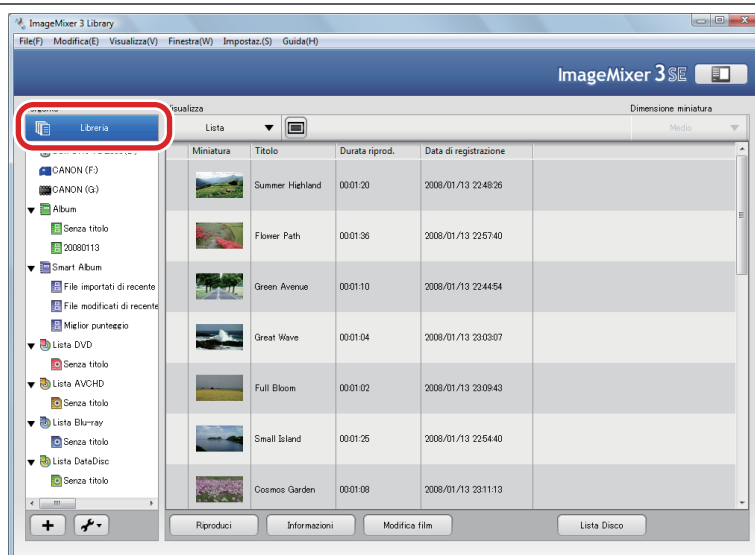 ImageMixer 3 Library
File(F) Modifica(E) Visualizza(V) Finestra(W) Impostaz.(S) Guida(H)
ImageMixer 3 SE
Visualizza
Dimensione miniatura
Libreria
Lista
Medio
CANON (F:)
CANON (G:)
Album
Senza titolo
20080113
Smart Album
File importati di recente
File modificati di recente
Miglior punteggio
Lista DVD
Senza titolo
Lista AVCHD
Senza titolo
Lista Blu-ray
Senza titolo
Lista DataDisc
Senza titolo
Miniatura Titolo Durata riprod. Data di registrazione
Summer Highland 00:01:20 2008/01/13 22:48:26
Flower Path 00:01:36 2008/01/13 22:57:40
Green Avenue 00:01:10 2008/01/13 22:44:54
Great Wave 00:01:04 2008/01/13 23:03:07
Full Bloom 00:01:02 2008/01/13 23:09:43
Small Island 00:01:25 2008/01/13 22:54:40
Cosmos Garden 00:01:08 2008/01/13 23:11:13
Riproduci Informazioni Modifica film Lista Disco